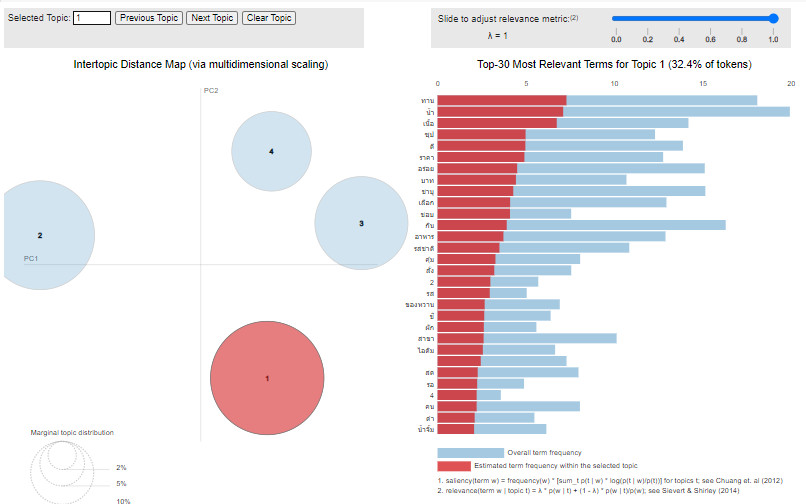 Selected Topic: 1 Previous Topic Next Topic Clear Topic
Slide to adjust relevance metric:(2)
λ = 1
0.0 0.2 0.4 0.6 0.8 1.0
Intertopic Distance Map (via multidimensional scaling)
PC2
PC1
4
3
2
1
Marginal topic distribution
2%
5%
10%
Top-30 Most Relevant Terms for Topic 1 (32.4% of tokens)
0 5 10 15 20
ทาน
น้ำ
เนื้อ
ซุป
ดี
ราคา
อร่อย
บาท
ชาบู
เลือก
ชอบ
กิน
อาหาร
รสชาติ
คุ้ม
สั่ง
2
รส
ของหวาน
ผัก
สาขา
ไอติม
สด
รอ
4
คน
น้ำจิ้ม
Overall term frequency
Estimated term frequency within the selected topic
1. saliency(term w) = frequency(w) * [sum_t p(t | w) * log(p(t | w)/p(t))] for topics t; see Chuang et. al (2012)
2. relevance(term w | topic t) = λ * p(w | t) + (1 - λ) * p(w | t)/p(w); see Sievert & Shirley (2014)